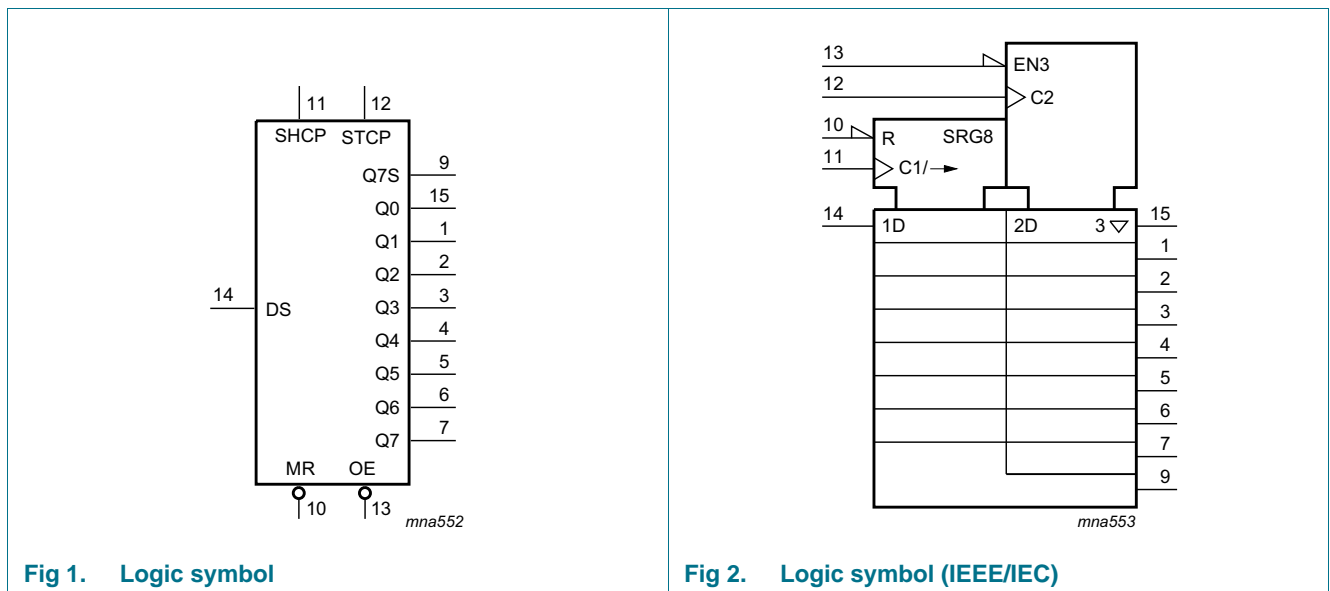 11 12
SHCP STCP
Q7S 9
Q0 15
Q1 1
Q2 2
14 DS Q3 3
Q4 4
Q5 5
Q6 6
Q7 7
MR OE
10 13
mna552
Fig 1. Logic symbol
13 EN3
12 C2
10 R SRG8
11 C1/
14 1D 2D 3 15
1
2
3
4
5
6
7
9
mna553
Fig 2. Logic symbol (IEEE/IEC)